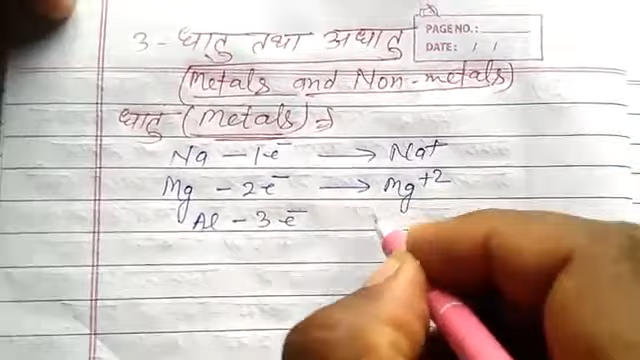 3- धातु तथा अधातु
PAGE NO.:
DATE: / /
(Metals and Non-metals)
धातु (Metals) ⇒
Na - 1e⁻ ⟶ Na⁺
Mg - 2e⁻ ⟶ Mg⁺²
Al - 3e⁻